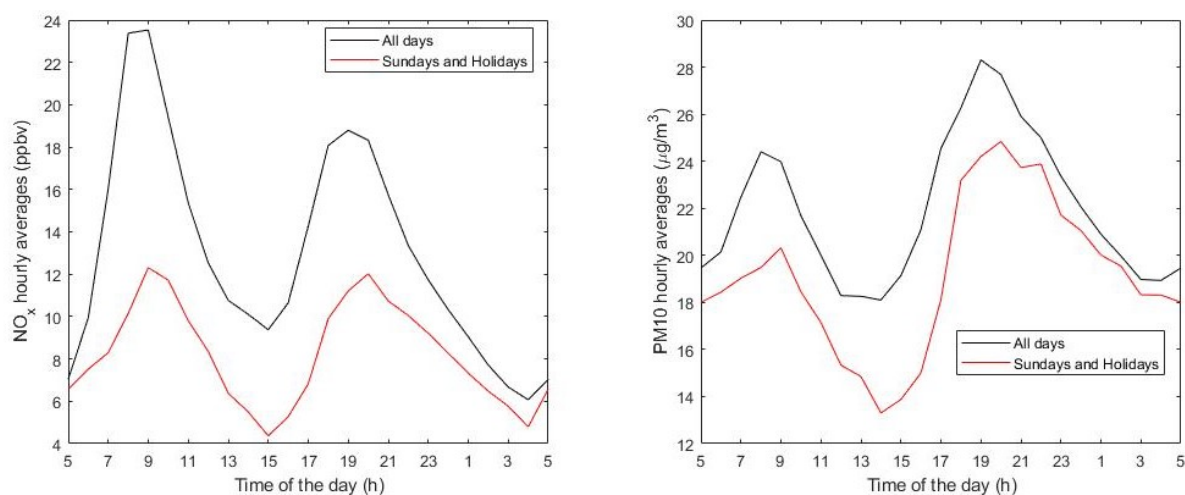 24
22
20
18
16
14
12
10
8
6
4
NOx hourly averages (ppbv)
All days
Sundays and Holidays
5 7 9 11 13 15 17 19 21 23 1 3 5
Time of the day (h)
30
28
26
24
22
20
18
16
14
12
PM10 hourly averages (μg/m³)
All days
Sundays and Holidays
5 7 9 11 13 15 17 19 21 23 1 3 5
Time of the day (h)